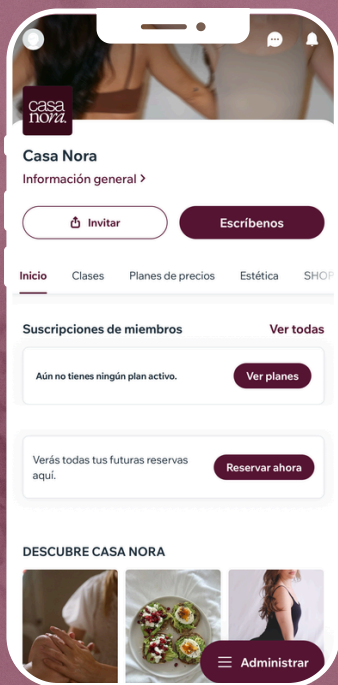 casa
nora.
Casa Nora
Información general >
Invitar
Escríbenos
Inicio Clases Planes de precios Estética SHOP
Suscripciones de miembros Ver todas
Aún no tienes ningún plan activo.
Ver planes
Verás todas tus futuras reservas
aquí.
Reservar ahora
DESCUBRE CASA NORA
Administrar